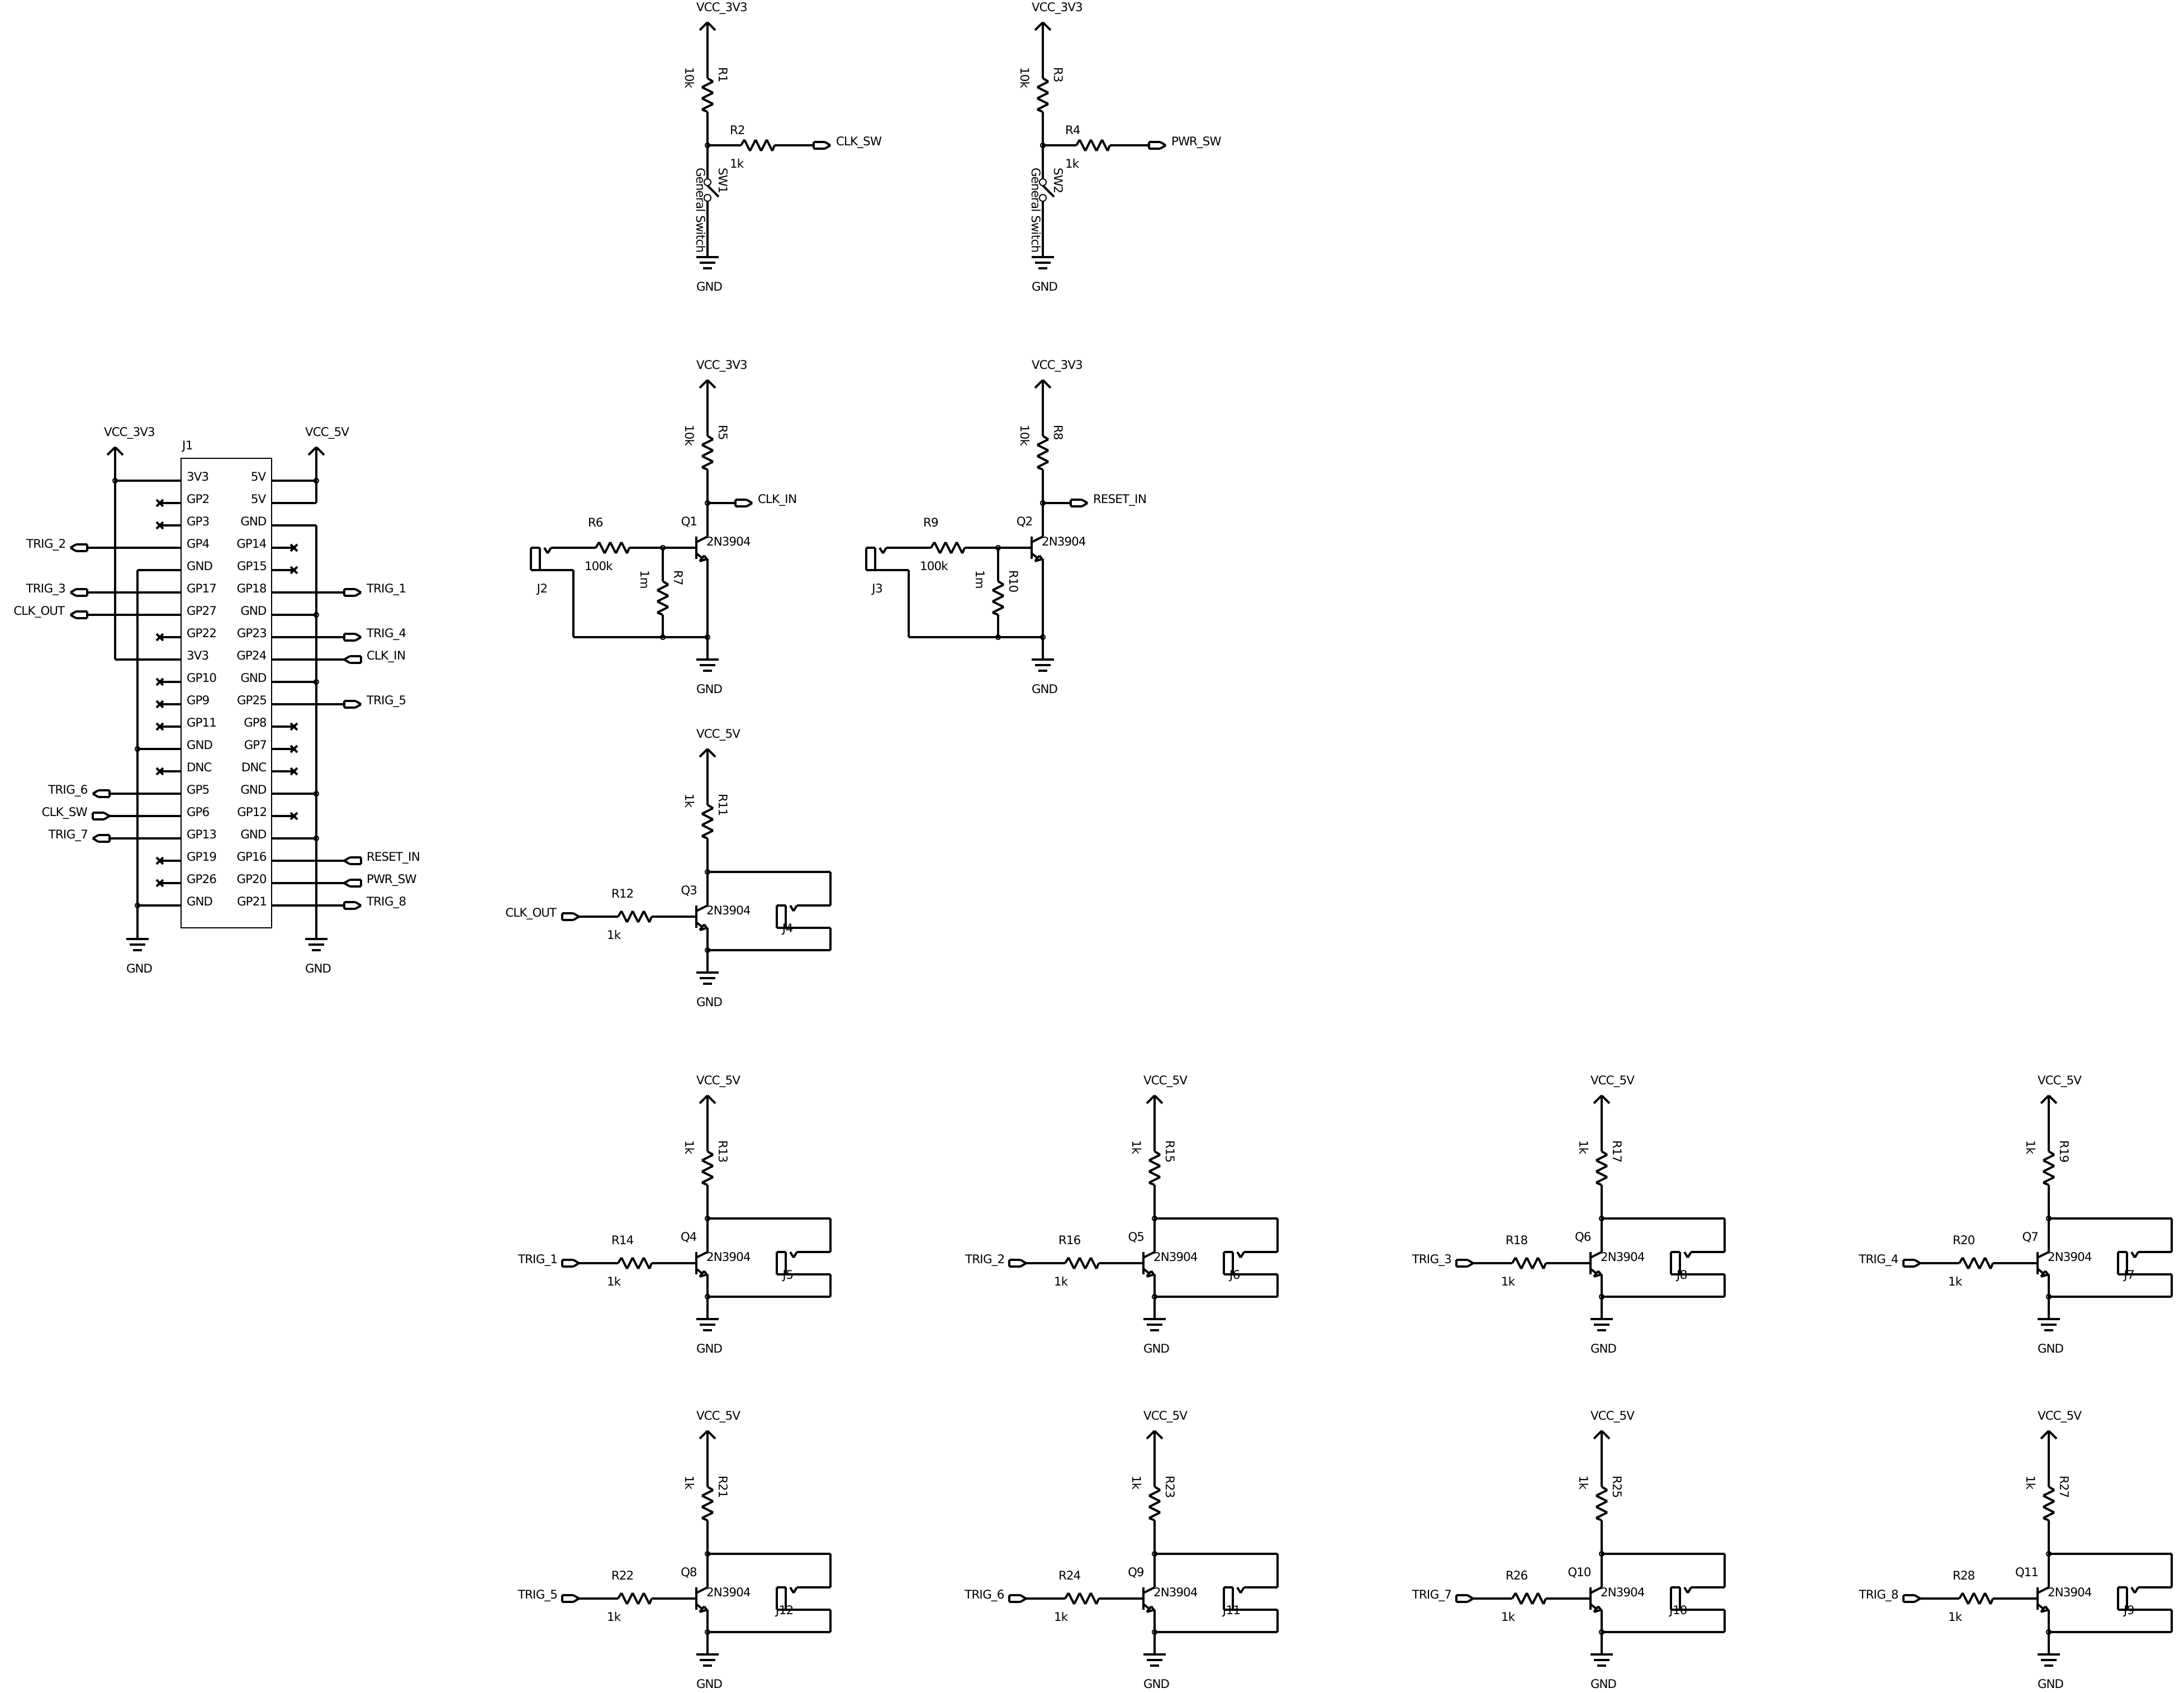 VCC_3V3
VCC_3V3
R1
10k
R3
10k
R2
1k
CLK_SW
R4
1k
PWR_SW
SW1
General Switch
SW2
General Switch
GND
GND
VCC_3V3
VCC_3V3
R5
10k
R8
10k
CLK_IN
RESET_IN
R6
100k
Q1
2N3904
R7
1m
J2
R9
100k
Q2
2N3904
R10
1m
J3
GND
GND
VCC_3V3
J1
VCC_5V
3V3 5V
GP2 5V
GP3 GND
TRIG_2 GP4 GP14
GND GP15
TRIG_3 GP17 GP18 TRIG_1
CLK_OUT GP27 GND
GP22 GP23 TRIG_4
3V3 GP24 CLK_IN
GP10 GND
GP9 GP25 TRIG_5
GP11 GP8
GND GP7
DNC DNC
TRIG_6 GP5 GND
CLK_SW GP6 GP12
TRIG_7 GP13 GND
GP19 GP16 RESET_IN
GP26 GP20 PWR_SW
GND GP21 TRIG_8
GND
GND
VCC_5V
R11
1k
CLK_OUT
R12
1k
Q3
2N3904
J4
GND
VCC_5V
R13
1k
TRIG_1
R14
1k
Q4
2N3904
J5
GND
VCC_5V
R15
1k
TRIG_2
R16
1k
Q5
2N3904
J6
GND
VCC_5V
R17
1k
TRIG_3
R18
1k
Q6
2N3904
J8
GND
VCC_5V
R19
1k
TRIG_4
R20
1k
Q7
2N3904
J7
GND
VCC_5V
R21
1k
TRIG_5
R22
1k
Q8
2N3904
J12
GND
VCC_5V
R23
1k
TRIG_6
R24
1k
Q9
2N3904
J11
GND
VCC_5V
R25
1k
TRIG_7
R26
1k
Q10
2N3904
J10
GND
VCC_5V
R27
1k
TRIG_8
R28
1k
Q11
2N3904
J9
GND